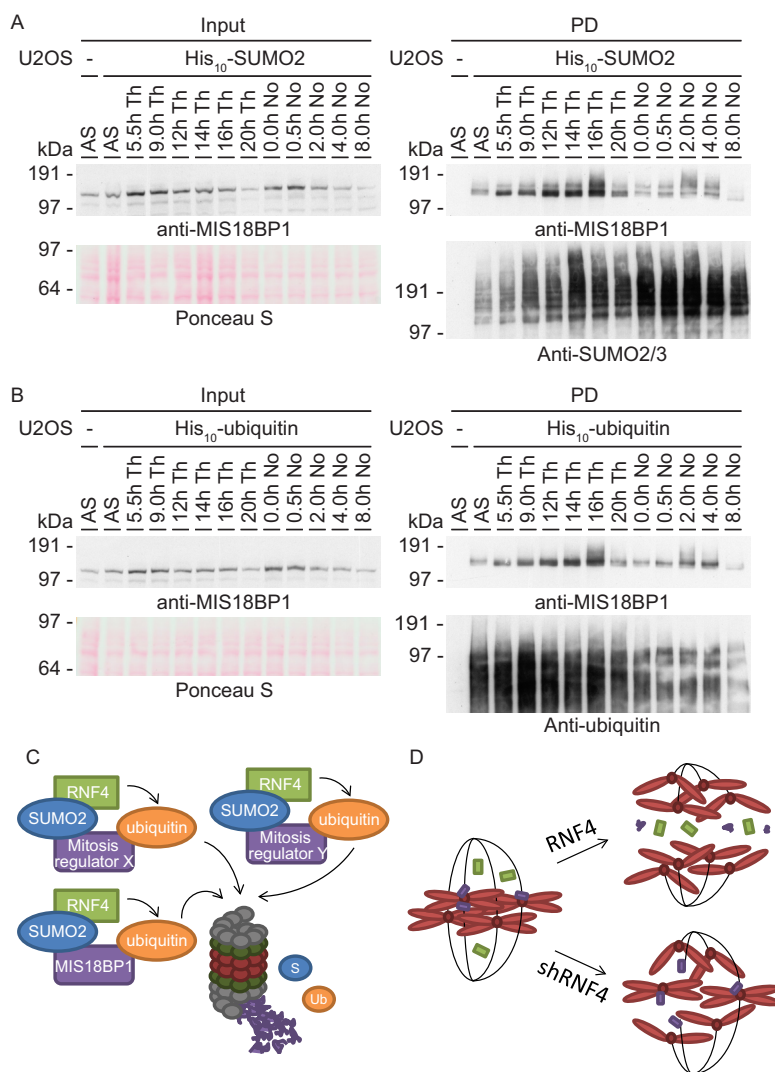 A
Input
PD
U2OS - His10-SUMO2
U2OS - His10-SUMO2
kDa AS AS 5.5h Th 9.0h Th 12h Th 14h Th 16h Th 20h Th 0.0h No 0.5h No 2.0h No 4.0h No 8.0h No
kDa AS AS 5.5h Th 9.0h Th 12h Th 14h Th 16h Th 20h Th 0.0h No 0.5h No 2.0h No 4.0h No 8.0h No
191 -
97 -
anti-MIS18BP1
191 -
97 -
anti-MIS18BP1
97 -
64 -
Ponceau S
191 -
97 -
Anti-SUMO2/3
B
Input
PD
U2OS - His10-ubiquitin
U2OS - His10-ubiquitin
kDa AS AS 5.5h Th 9.0h Th 12h Th 14h Th 16h Th 20h Th 0.0h No 0.5h No 2.0h No 4.0h No 8.0h No
kDa AS AS 5.5h Th 9.0h Th 12h Th 14h Th 16h Th 20h Th 0.0h No 0.5h No 2.0h No 4.0h No 8.0h No
191 -
97 -
anti-MIS18BP1
191 -
97 -
anti-MIS18BP1
97 -
64 -
Ponceau S
191 -
97 -
Anti-ubiquitin
C
RNF4
SUMO2
ubiquitin
Mitosis
regulator X
RNF4
SUMO2
ubiquitin
Mitosis
regulator Y
RNF4
SUMO2
ubiquitin
MIS18BP1
S
Ub
D
RNF4
shRNF4